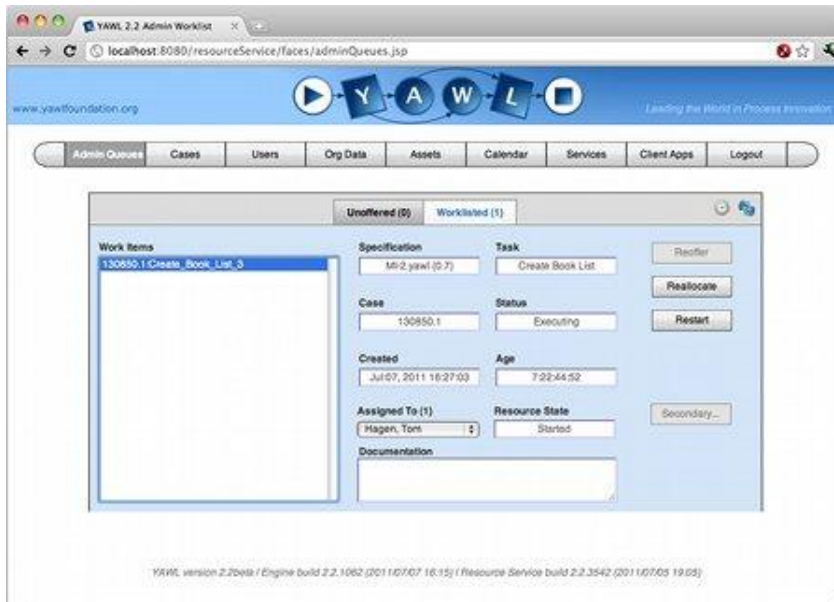 YAWL 2.2 Admin Worklist
localhost:8080/resourceService/faces/adminQueues.jsp
www.yawlfoundation.org
YAWL
Leading the World in Process Innovation
Admin Queues Cases Users Org Data Assets Calendar Services Client Apps Logout
Unoffered (0) Worklisted (1)
Work Items
130850.1:Create_Book_List_3
Specification Task
MI-2.yawl (0.7) Create Book List
Reoffer
Reallocate
Case Status
130850.1 Executing
Restart
Created Age
Jul:07, 2011 16:27:03 7:22:44:52
Assigned To (1) Resource State
Hagen, Tom Started
Secondary...
Documentation
YAWL version 2.2beta / Engine build 2.2.1062 (2011/07/07 16:15) / Resource Service build 2.2.3542 (2011/07/05 19:05)